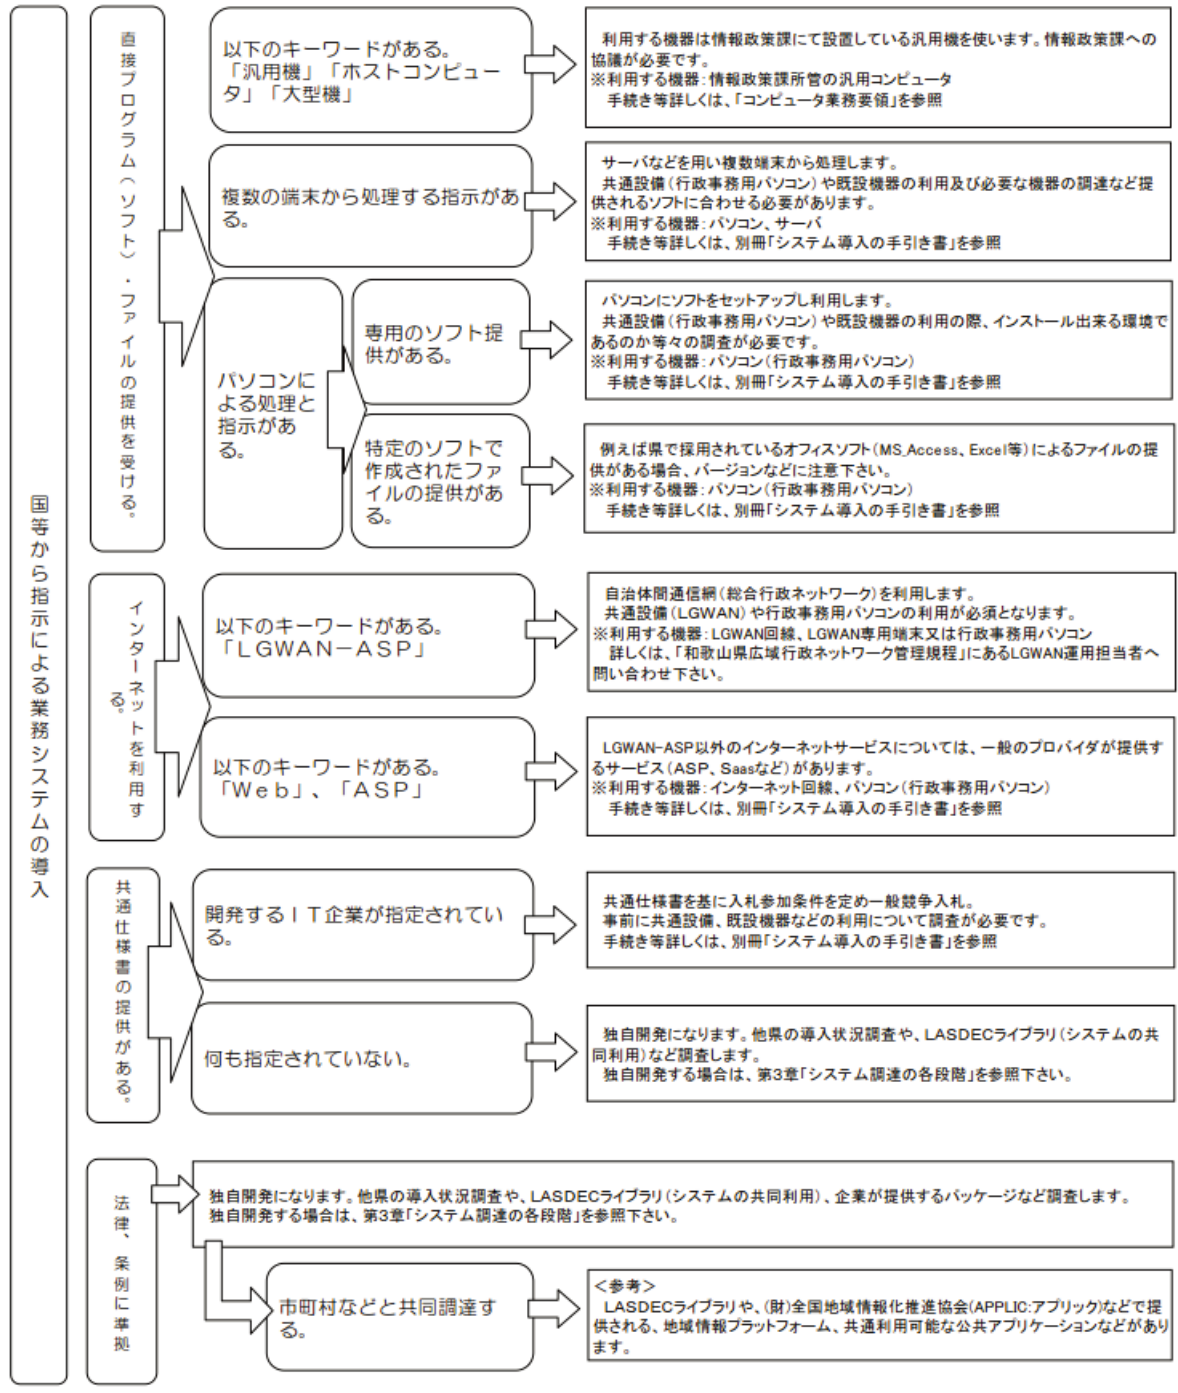 国等から指示による業務システムの導入
直接プログラム(ソフト)・ファイルの提供を受ける。
以下のキーワードがある。
「汎用機」「ホストコンピュー
タ」「大型機」
利用する機器は情報政策課にて設置している汎用機を使います。情報政策課への
協議が必要です。
※利用する機器:情報政策課所管の汎用コンピュータ
手続き等詳しくは、「コンピュータ業務要領」を参照
複数の端末から処理する指示があ
る。
サーバなどを用い複数端末から処理します。
共通設備(行政事務用パソコン)や既設機器の利用及び必要な機器の調達など提
供されるソフトに合わせる必要があります。
※利用する機器:パソコン、サーバ
手続き等詳しくは、別冊「システム導入の手引き書」を参照
パソコンに
よる処理と
指示があ
る。
専用のソフト提
供がある。
パソコンにソフトをセットアップし利用します。
共通設備(行政事務用パソコン)や既設機器の利用の際、インストール出来る環境で
あるのか等々の調査が必要です。
※利用する機器:パソコン(行政事務用パソコン)
手続き等詳しくは、別冊「システム導入の手引き書」を参照
特定のソフトで
作成されたファ
イルの提供があ
る。
例えば県で採用されているオフィスソフト(MS_Access、Excel等)によるファイルの提
供がある場合、バージョンなどに注意下さい。
※利用する機器:パソコン(行政事務用パソコン)
手続き等詳しくは、別冊「システム導入の手引き書」を参照
インターネットを利用す
る。
以下のキーワードがある。
「LGWAN-ASP」
自治体間通信網(総合行政ネットワーク)を利用します。
共通設備(LGWAN)や行政事務用パソコンの利用が必須となります。
※利用する機器:LGWAN回線、LGWAN専用端末又は行政事務用パソコン
詳しくは、「和歌山県広域行政ネットワーク管理規程」にあるLGWAN運用担当者へ
問い合わせ下さい。
以下のキーワードがある。
「Web」、「ASP」
LGWAN-ASP以外のインターネットサービスについては、一般のプロバイダが提供す
るサービス(ASP、Saasなど)があります。
※利用する機器:インターネット回線、パソコン(行政事務用パソコン)
手続き等詳しくは、別冊「システム導入の手引き書」を参照
共通仕様書の提供がある。
開発するIT企業が指定されてい
る。
共通仕様書を基に入札参加条件を定め一般競争入札。
事前に共通設備、既設機器などの利用について調査が必要です。
手続き等詳しくは、別冊「システム導入の手引き書」を参照
何も指定されていない。
独自開発になります。他県の導入状況調査や、LASDECライブラリ(システムの共
同利用)など調査します。
独自開発する場合は、第3章「システム調達の各段階」を参照下さい。
法律、条例に準拠
独自開発になります。他県の導入状況調査や、LASDECライブラリ(システムの共同利用)、企業が提供するパッケージなど調査します。
独自開発する場合は、第3章「システム調達の各段階」を参照下さい。
市町村などと共同調達す
る。
<参考>
LASDECライブラリや、(財)全国地域情報化推進協会(APPLIC:アプリック)などで提
供される、地域情報プラットフォーム、共通利用可能な公共アプリケーションなどがあり
ます。